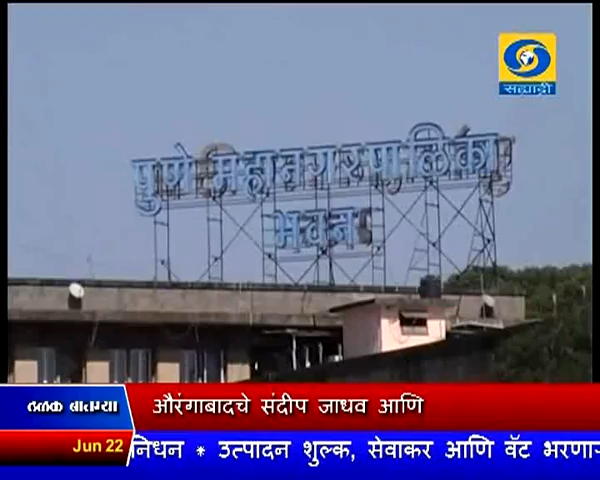 सह्याद्री
पुणे महानगरपालिका
भवन
ठळक बातम्या
औरंगाबादचे संदीप जाधव आणि
Jun 22
निधन * उत्पादन शुल्क, सेवाकर आणि वॅट भरणाऱ